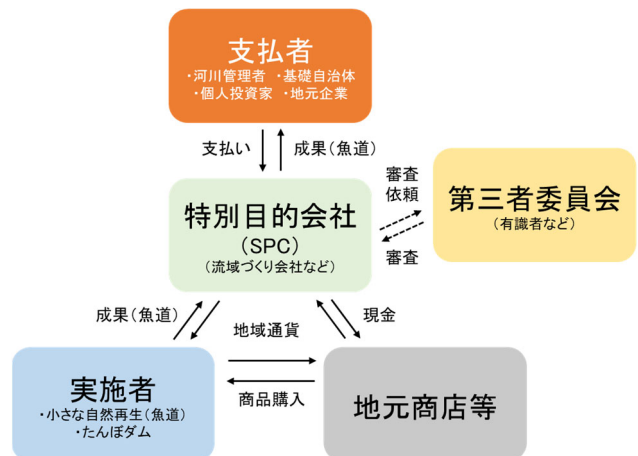 支払者
・河川管理者 ・基礎自治体
・個人投資家 ・地元企業
支払い
成果(魚道)
特別目的会社
(SPC)
(流域づくり会社など)
審査
依頼
審査
第三者委員会
(有識者など)
成果(魚道)
地域通貨
現金
商品購入
実施者
・小さな自然再生(魚道)
・たんぼダム
地元商店等